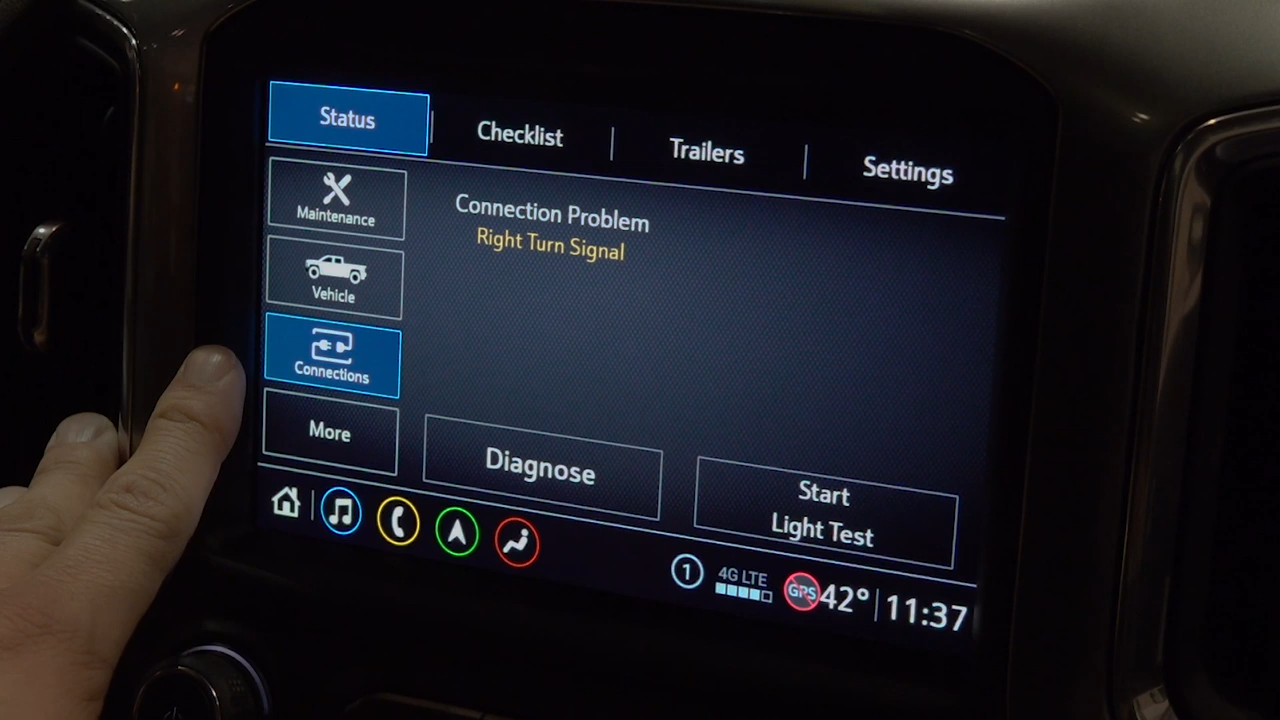 Status
Checklist
Trailers
Settings
Maintenance
Vehicle
Connections
More
Connection Problem
Right Turn Signal
Diagnose
Start
Light Test
1
4G LTE
GPS
42°
11:37